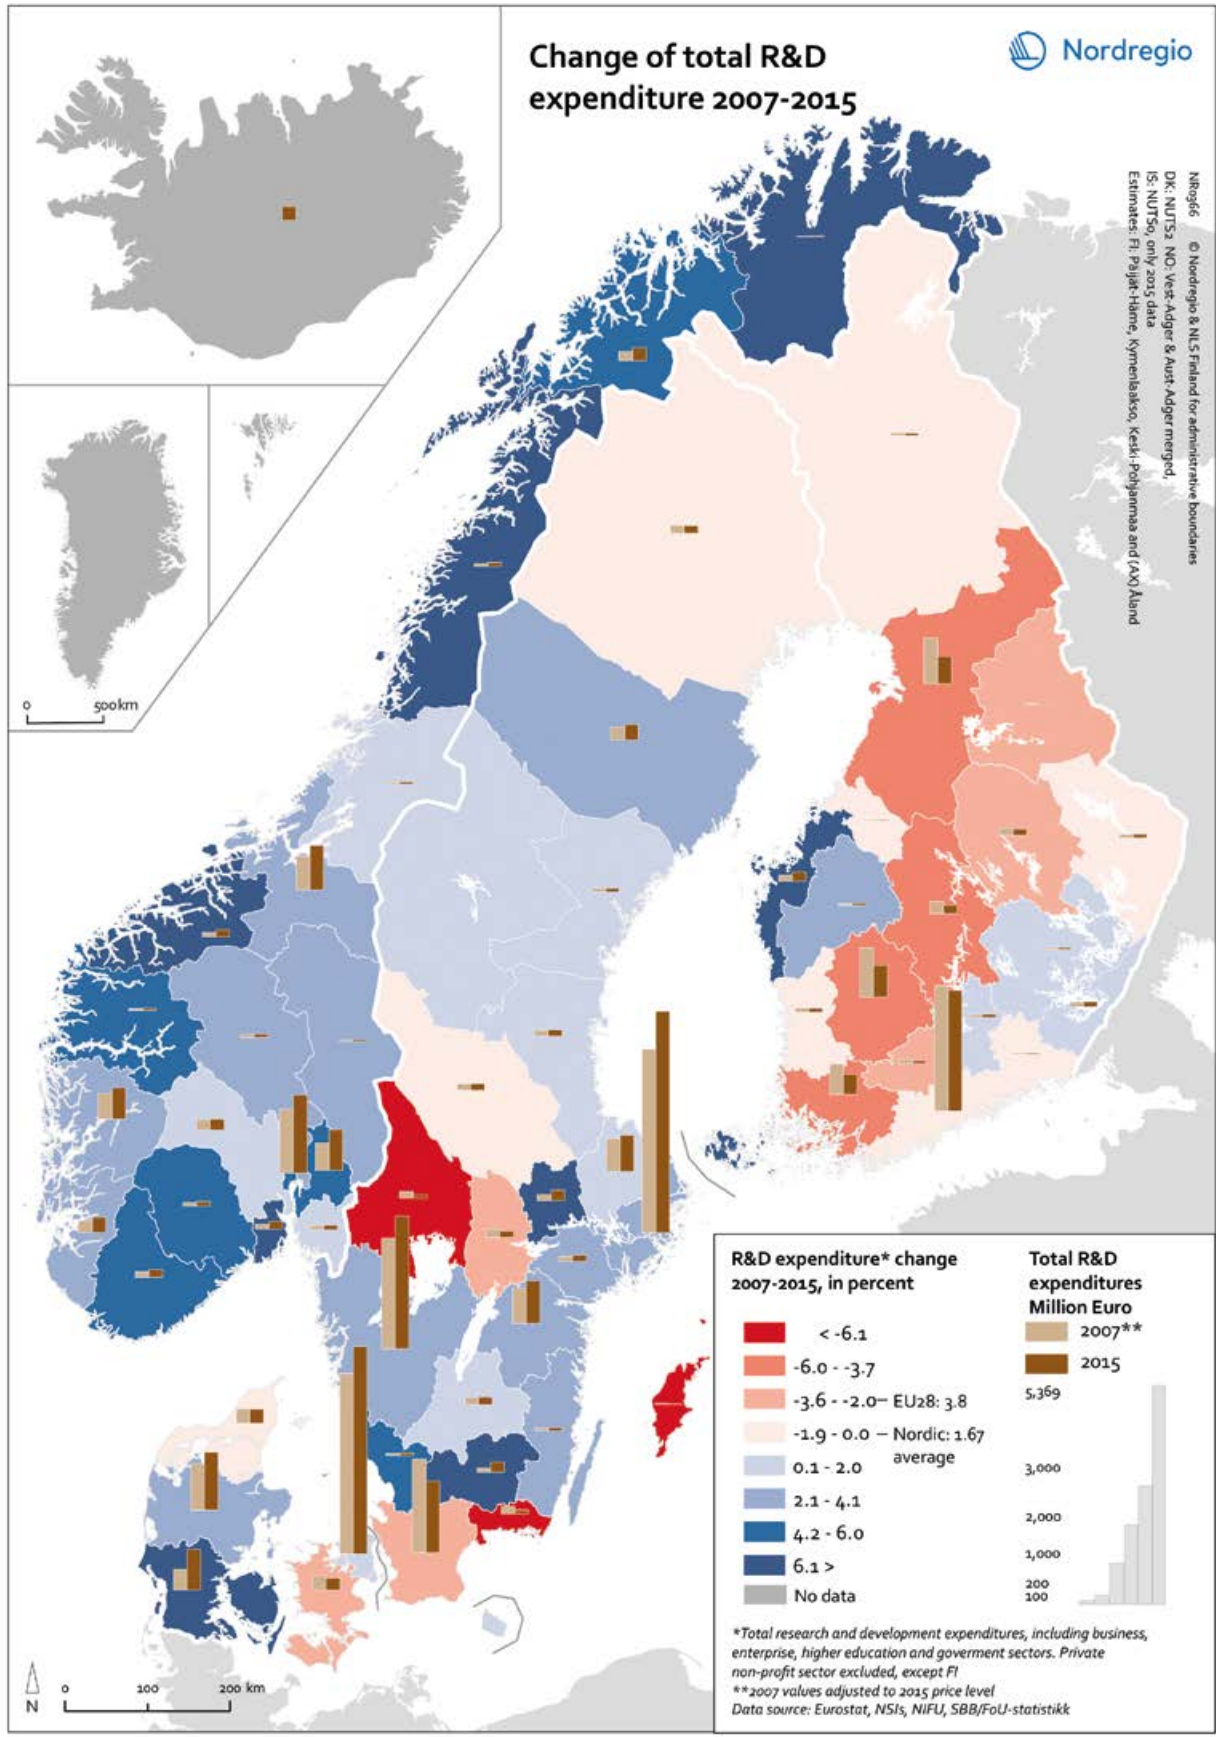 Change of total R&D
expenditure 2007-2015
Nordregio
NR0966 © Nordregio & NLS Finland for administrative boundaries
DK: NUTS2 NO: Vest-Adger & Aust-Adger merged,
IS: NUTS0, only 2015 data
Estimates: FI: Päijät-Häme, Kymenlaakso, Keski-Pohjanmaa and (AX) Åland
0 500km
R&D expenditure* change
2007-2015, in percent
< -6.1
-6.0 - -3.7
-3.6 - -2.0 – EU28: 3.8
-1.9 - 0.0 – Nordic: 1.67
average
0.1 - 2.0
2.1 - 4.1
4.2 - 6.0
6.1 >
No data
Total R&D
expenditures
Million Euro
2007**
2015
5,369
3,000
2,000
1,000
200
100
*Total research and development expenditures, including business,
enterprise, higher education and goverment sectors. Private
non-profit sector excluded, except FI
**2007 values adjusted to 2015 price level
Data source: Eurostat, NSIs, NIFU, SBB/FoU-statistikk
N
0 100 200 km